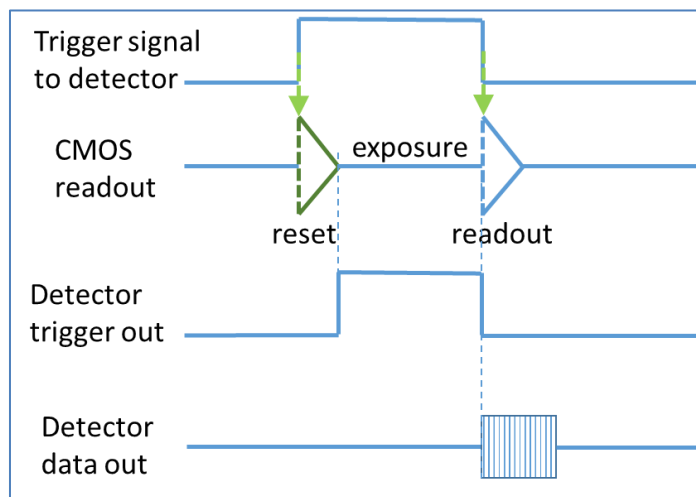 Trigger signal
to detector
CMOS
readout
exposure
reset
readout
Detector
trigger out
Detector
data out